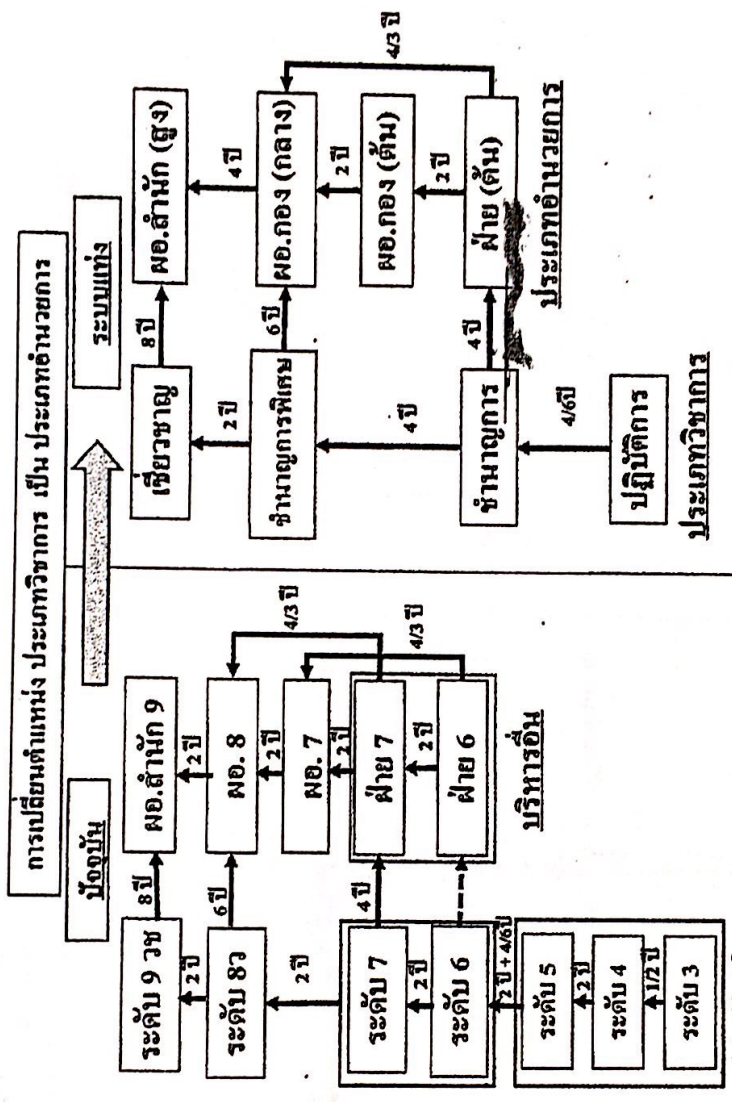 การเปลี่ยนตำแหน่ง ประเภทวิชาการ เป็น ประเภทอำนวยการ
ปัจจุบัน
ระบบแท่ง
ระดับ 9 วช
8 ปี
ผอ.สำนัก 9
2 ปี
2 ปี
ระดับ 8ว
6 ปี
ผอ. 8
4/3 ปี
2 ปี
2 ปี
ผอ. 7
4/3 ปี
2 ปี
ระดับ 7
4 ปี
ฝ่าย 7
2 ปี
2 ปี
ระดับ 6
ฝ่าย 6
2 ปี + 4/6ปี
บริหารอื่น
ระดับ 5
2 ปี
ระดับ 4
1/2 ปี
ระดับ 3
เชี่ยวชาญ
8 ปี
ผอ.สำนัก (สูง)
2 ปี
4 ปี
ชำนาญการพิเศษ
6 ปี
ผอ.กอง (กลาง)
4/3 ปี
4 ปี
2 ปี
ผอ.กอง (ต้น)
2 ปี
ชำนาญการ
4 ปี
ฝ่าย (ต้น)
4/6ปี
ประเภทอำนวยการ
ปฏิบัติการ
ประเภทวิชาการ